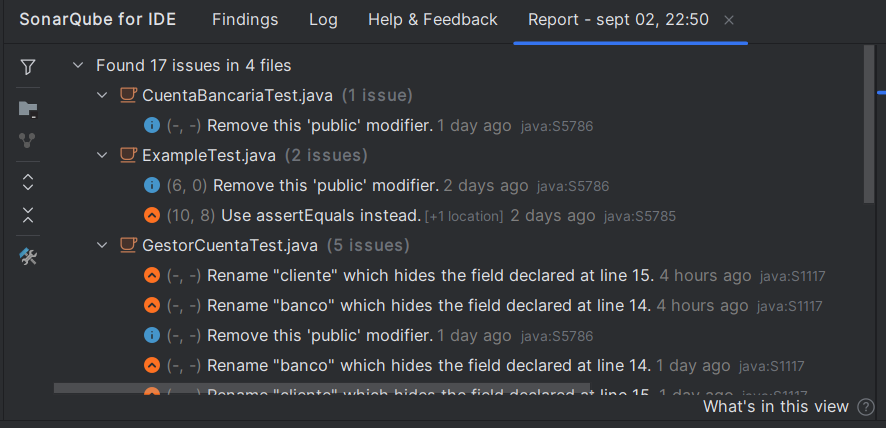 SonarQube for IDE Findings Log Help & Feedback Report - sept 02, 22:50
Found 17 issues in 4 files
CuentaBancariaTest.java (1 issue)
(-, -) Remove this 'public' modifier. 1 day ago java:S5786
ExampleTest.java (2 issues)
(6, 0) Remove this 'public' modifier. 2 days ago java:S5786
(10, 8) Use assertEquals instead. [+1 location] 2 days ago java:S5785
GestorCuentaTest.java (5 issues)
(-, -) Rename "cliente" which hides the field declared at line 15. 4 hours ago java:S1117
(-, -) Rename "banco" which hides the field declared at line 14. 4 hours ago java:S1117
(-, -) Remove this 'public' modifier. 1 day ago java:S5786
(-, -) Rename "banco" which hides the field declared at line 14. 1 day ago java:S1117
(-, -) Rename "cliente" which hides the field declared at line 15. 1 day ago java:S1117
What's in this view